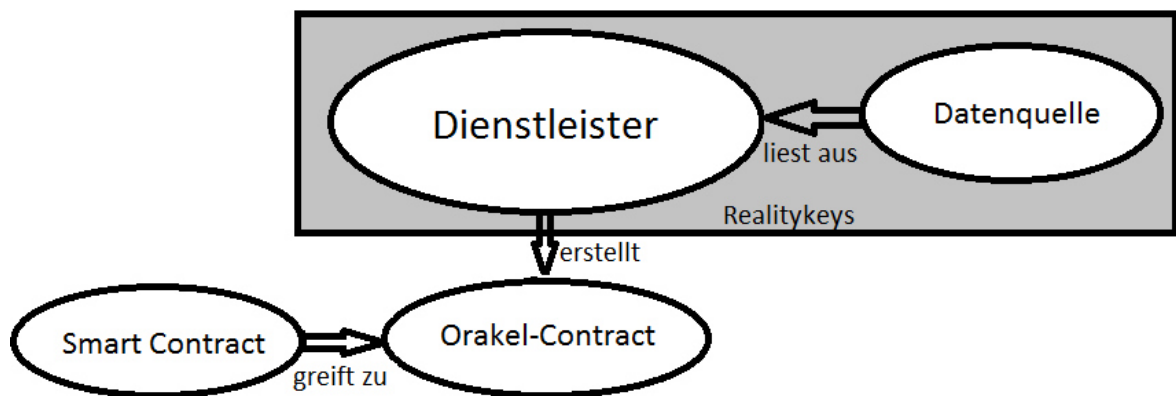 Dienstleister
Datenquelle
liest aus
Realitykeys
erstellt
Smart Contract
Orakel-Contract
greift zu